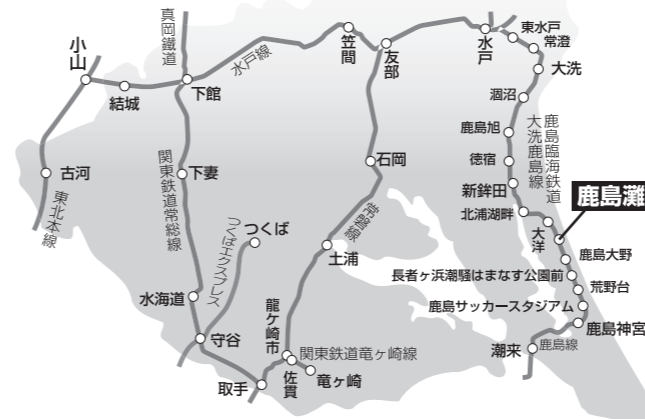 真岡鐵道
小山
結城
下館
水戸線
笠間
友部
水戸
東水戸
常澄
大洗
涸沼
鹿島旭
徳宿
新鉾田
北浦湖畔
大洋
鹿島臨海鉄道
大洗鹿島線
鹿島灘
鹿島大野
長者ヶ浜潮騒はまなす公園前
荒野台
鹿島サッカースタジアム
鹿島神宮
鹿島線
潮来
古河
東北本線
関東鉄道常総線
下妻
石岡
常磐線
つくば
つくばエクスプレス
土浦
水海道
守谷
取手
龍ケ崎市
佐貫
関東鉄道竜ヶ崎線
竜ヶ崎